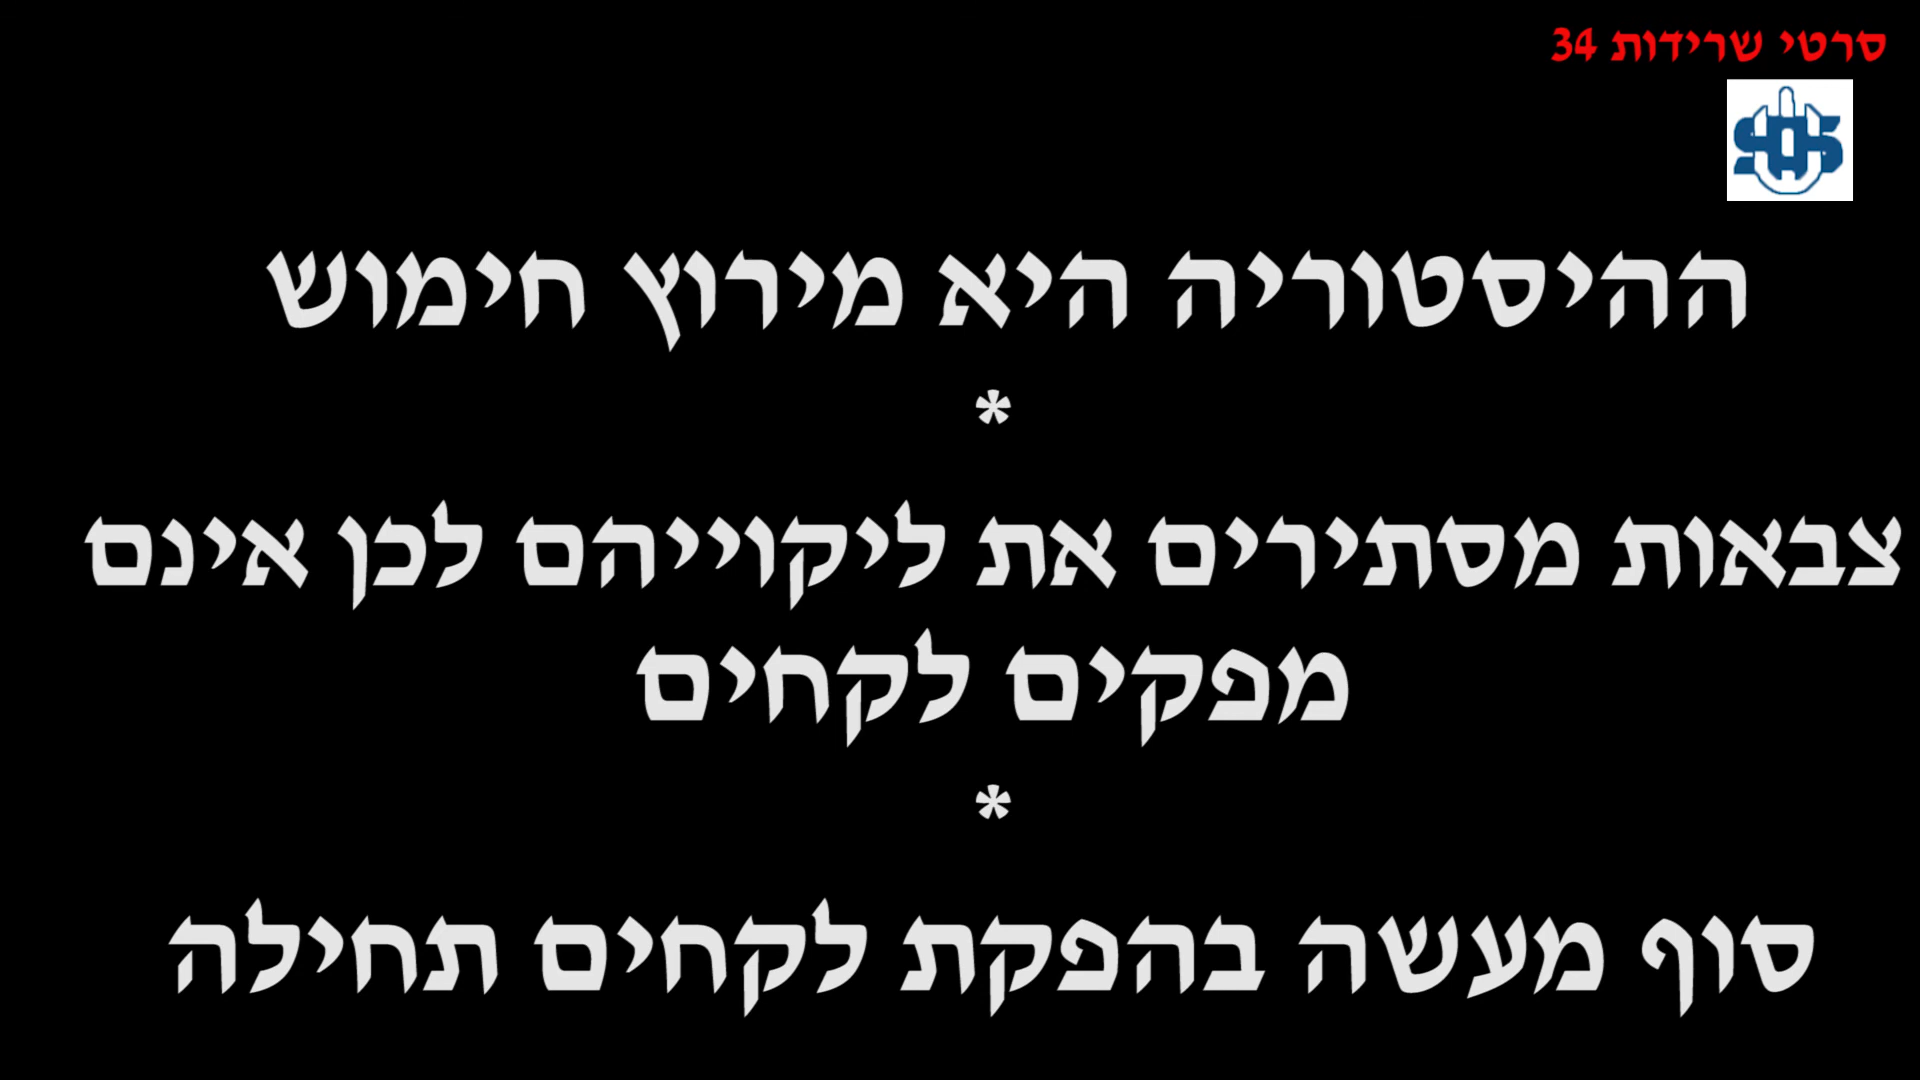 סרטי שרידות 34
SOS
ההיסטוריה היא מירוץ חימוש
*
צבאות מסתירים את ליקוייהם לכן אינם
מפקים לקחים
*
סוף מעשה בהפקת לקחים תחילה